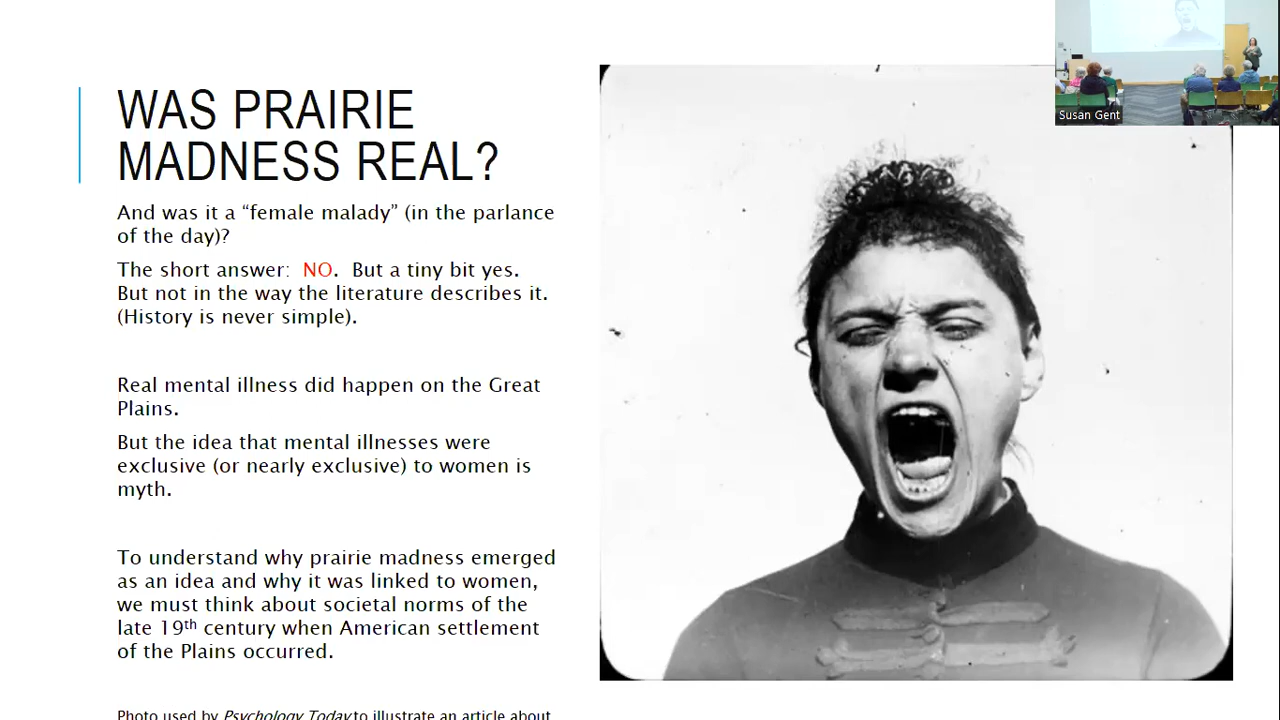 WAS PRAIRIE
MADNESS REAL?
And was it a “female malady” (in the parlance
of the day)?
The short answer:  NO.  But a tiny bit yes.
But not in the way the literature describes it.
(History is never simple).
Real mental illness did happen on the Great
Plains.
But the idea that mental illnesses were
exclusive (or nearly exclusive) to women is
myth.
To understand why prairie madness emerged
as an idea and why it was linked to women,
we must think about societal norms of the
late 19th century when American settlement
of the Plains occurred.
Photo used by Psychology Today to illustrate an article about
Susan Gent